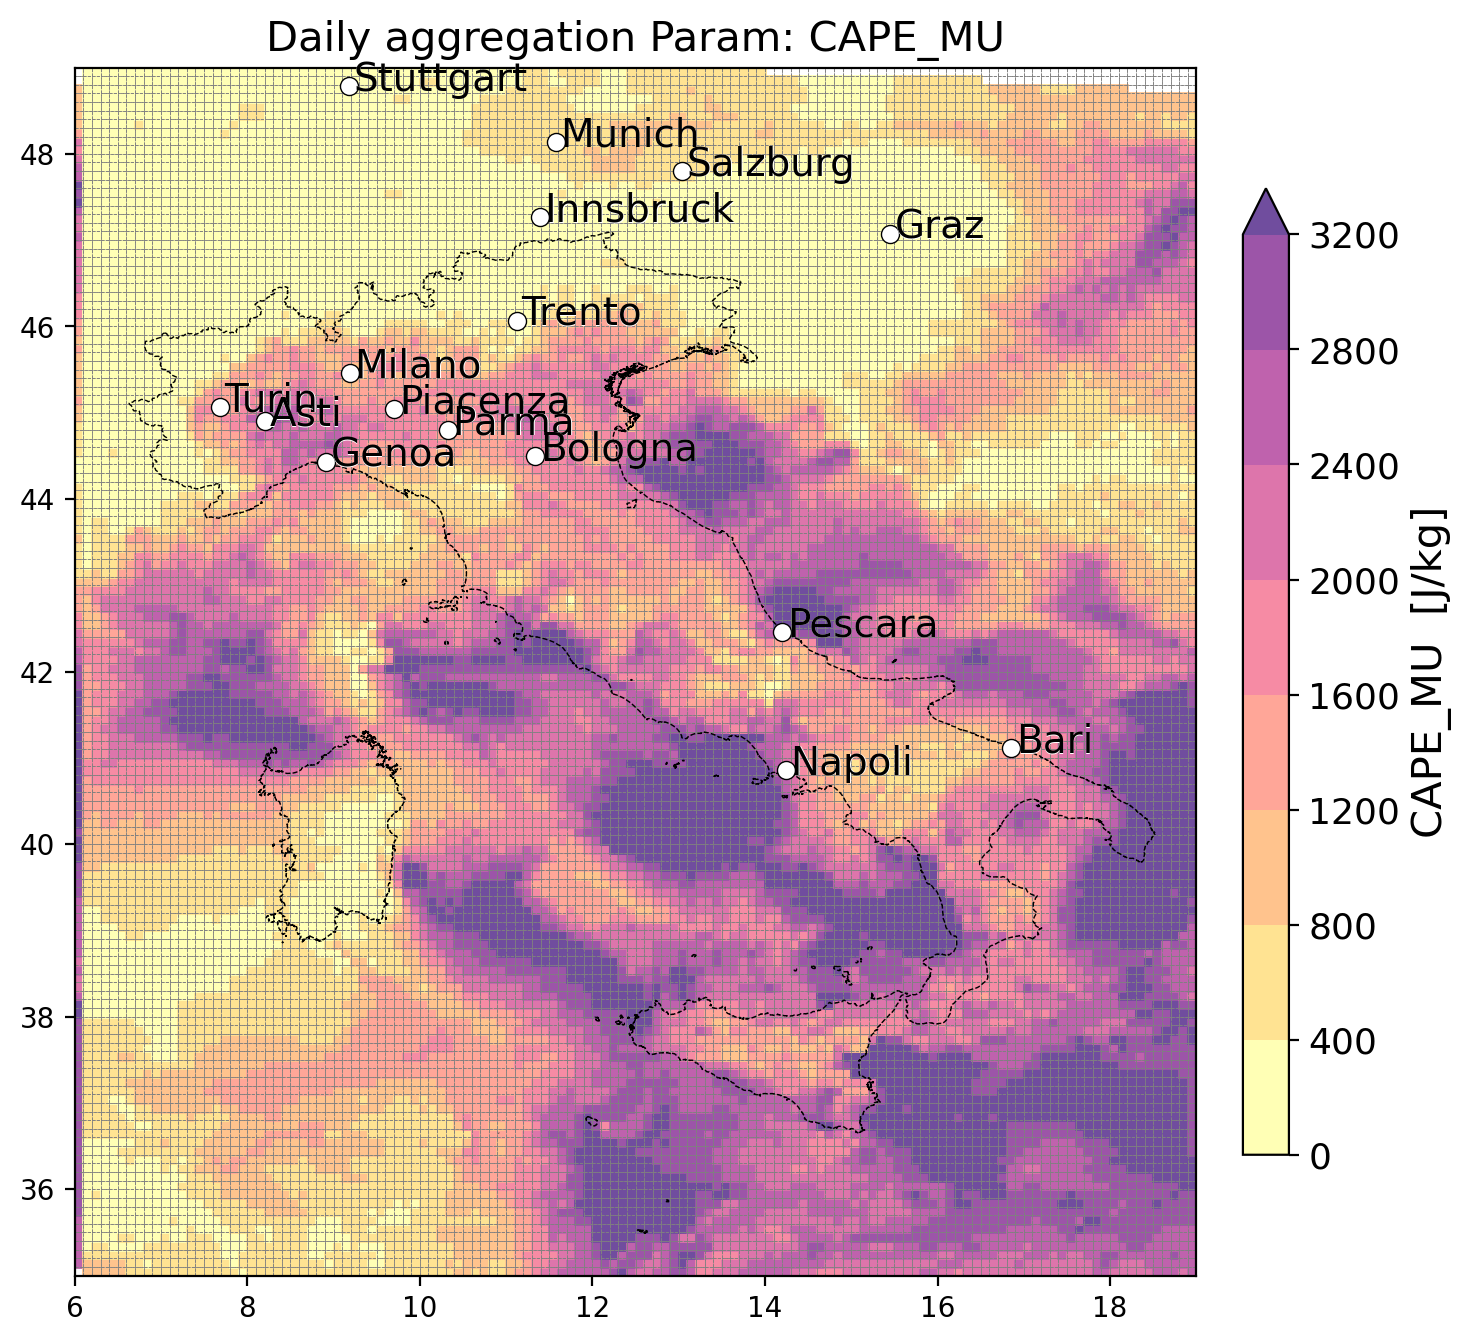 Daily aggregation Param: CAPE_MU
Stuttgart
Munich
48
Salzburg
Innsbruck
Graz
3200
2800
46
Trento
Milano
Turin
Asti
Piacenza
Parma
Genoa
Bologna
2400
44
2000
CAPE_MU [J/kg]
Pescara
42
1600
Bari
Napoli
1200
40
800
400
38
0
36
6
8
10
12
14
16
18